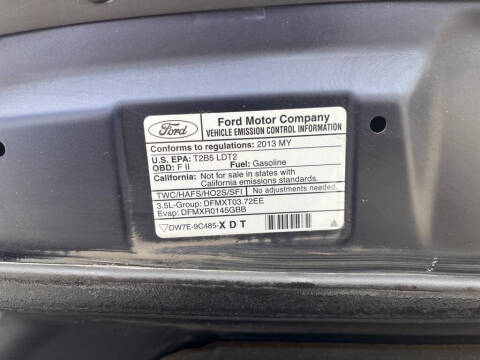 Ford
Ford Motor Company
VEHICLE EMISSION CONTROL INFORMATION
Conforms to regulations: 2013 MY
U.S. EPA: T2B5 LDT2
OBD: F II Fuel: Gasoline
California: Not for sale in states with
California emissions standards.
TWC/HAFS/HO2S/SFI No adjustments needed.
3.5L-Group: DFMXT03.72EE
Evap: DFMXR0145GBB
▽DW7E-9C485-XDT